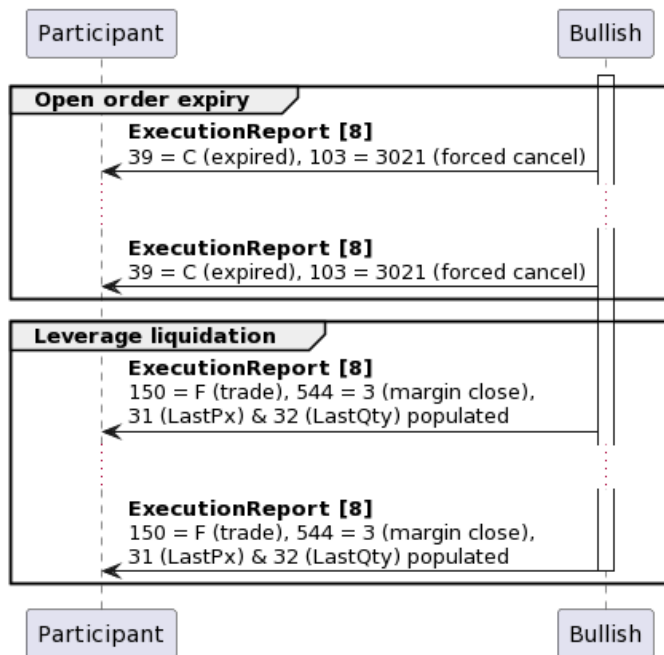 Participant
Bullish
Open order expiry
ExecutionReport [8]
39 = C (expired), 103 = 3021 (forced cancel)
ExecutionReport [8]
39 = C (expired), 103 = 3021 (forced cancel)
Leverage liquidation
ExecutionReport [8]
150 = F (trade), 544 = 3 (margin close),
31 (LastPx) & 32 (LastQty) populated
ExecutionReport [8]
150 = F (trade), 544 = 3 (margin close),
31 (LastPx) & 32 (LastQty) populated
Participant
Bullish